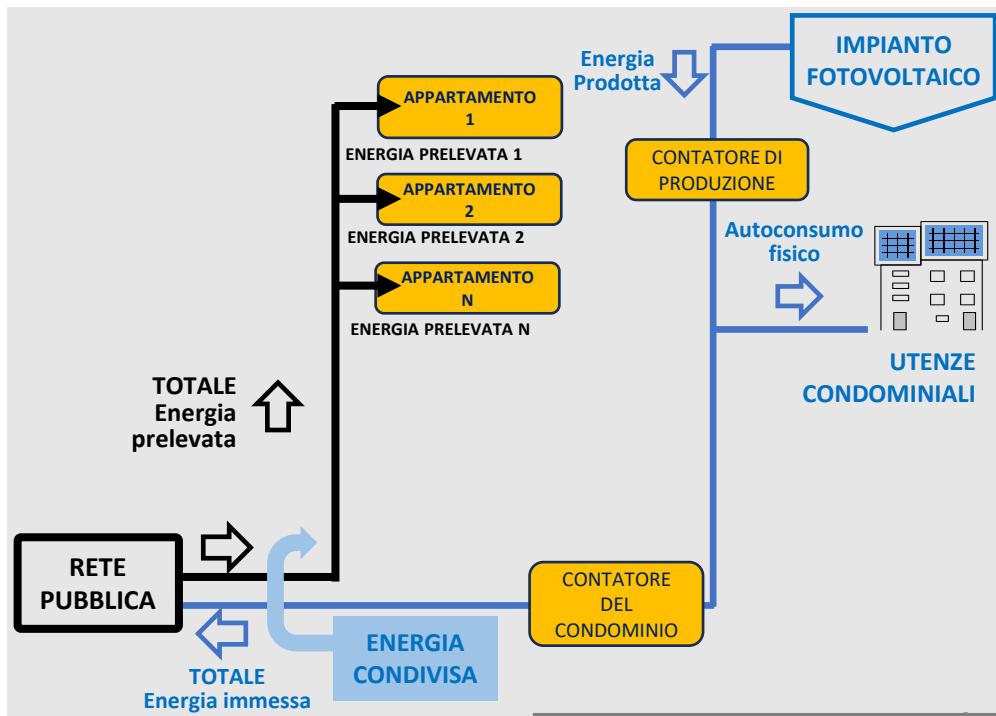 IMPIANTO
FOTOVOLTAICO
Energia
Prodotta
APPARTAMENTO
1
ENERGIA PRELEVATA 1
CONTATORE DI
PRODUZIONE
APPARTAMENTO
2
ENERGIA PRELEVATA 2
Autoconsumo
fisico
APPARTAMENTO
N
ENERGIA PRELEVATA N
UTENZE
CONDOMINIALI
TOTALE
Energia
prelevata
RETE
PUBBLICA
CONTATORE
DEL
CONDOMINIO
ENERGIA
CONDIVISA
TOTALE
Energia immessa